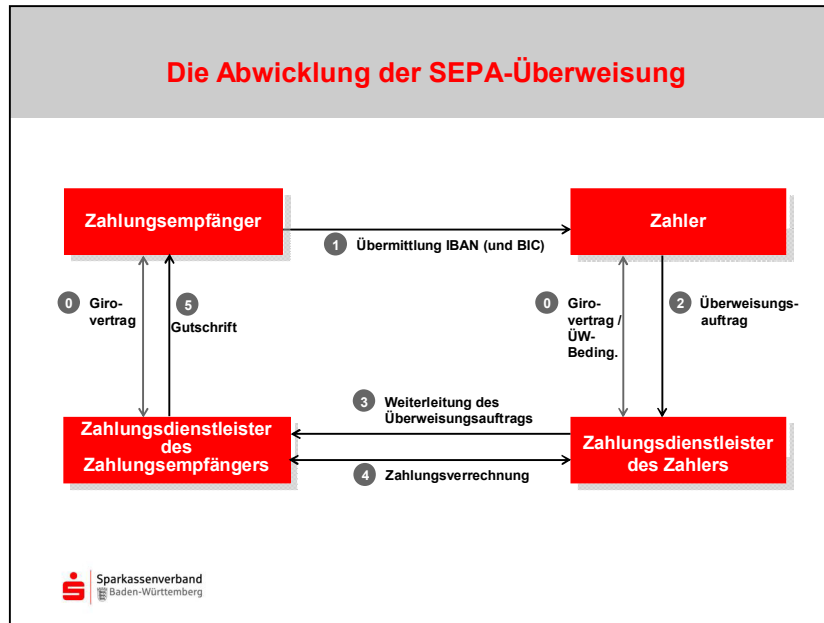 Die Abwicklung der SEPA-Überweisung
Zahlungsempfänger
Zahler
1 Übermittlung IBAN (und BIC)
0 Giro-
vertrag
5
Gutschrift
0 Giro-
vertrag /
ÜW-
Beding.
2 Überweisungs-
auftrag
3 Weiterleitung des
Überweisungsauftrags
4 Zahlungsverrechnung
Zahlungsdienstleister
des
Zahlungsempfängers
Zahlungsdienstleister
des Zahlers
Sparkassenverband
Baden-Württemberg